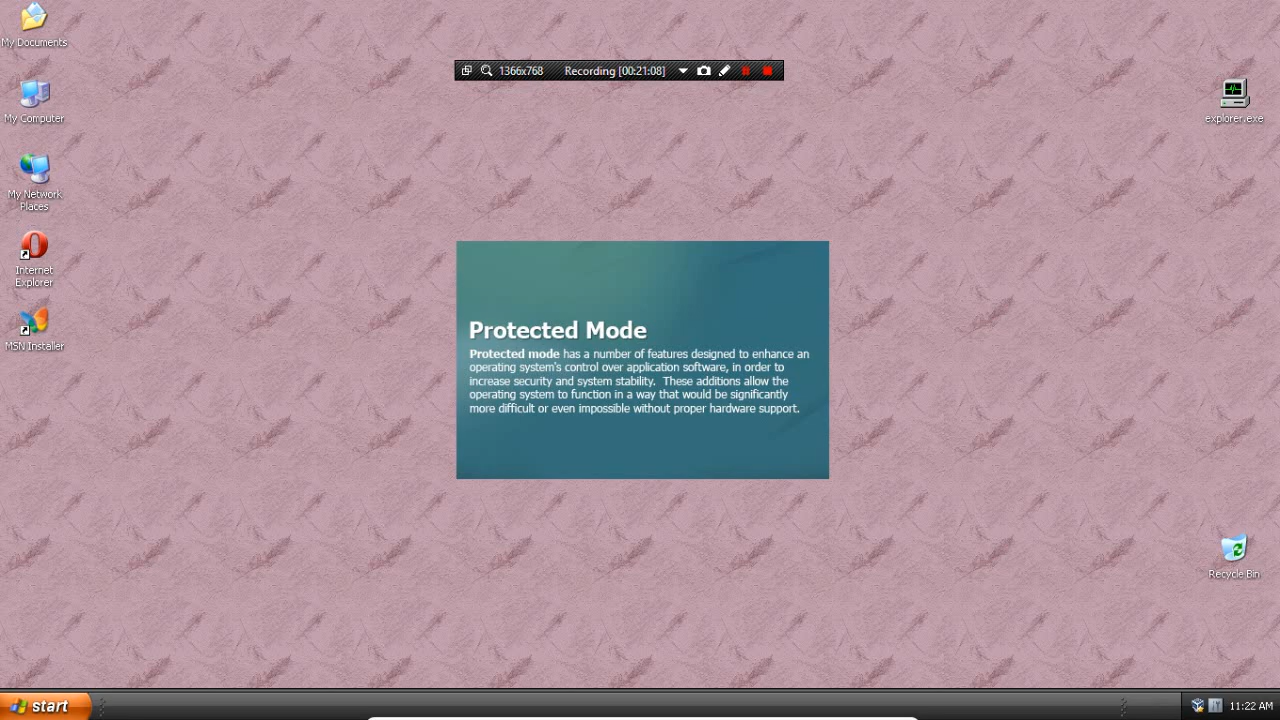 My Documents
My Computer
My Network
Places
Internet
Explorer
MSN Installer
1366x768 Recording [00:21:08]
explorer.exe
Protected Mode
Protected mode has a number of features designed to enhance an
operating system's control over application software, in order to
increase security and system stability. These additions allow the
operating system to function in a way that would be significantly
more difficult or even impossible without proper hardware support.
Recycle Bin
start
11:22 AM